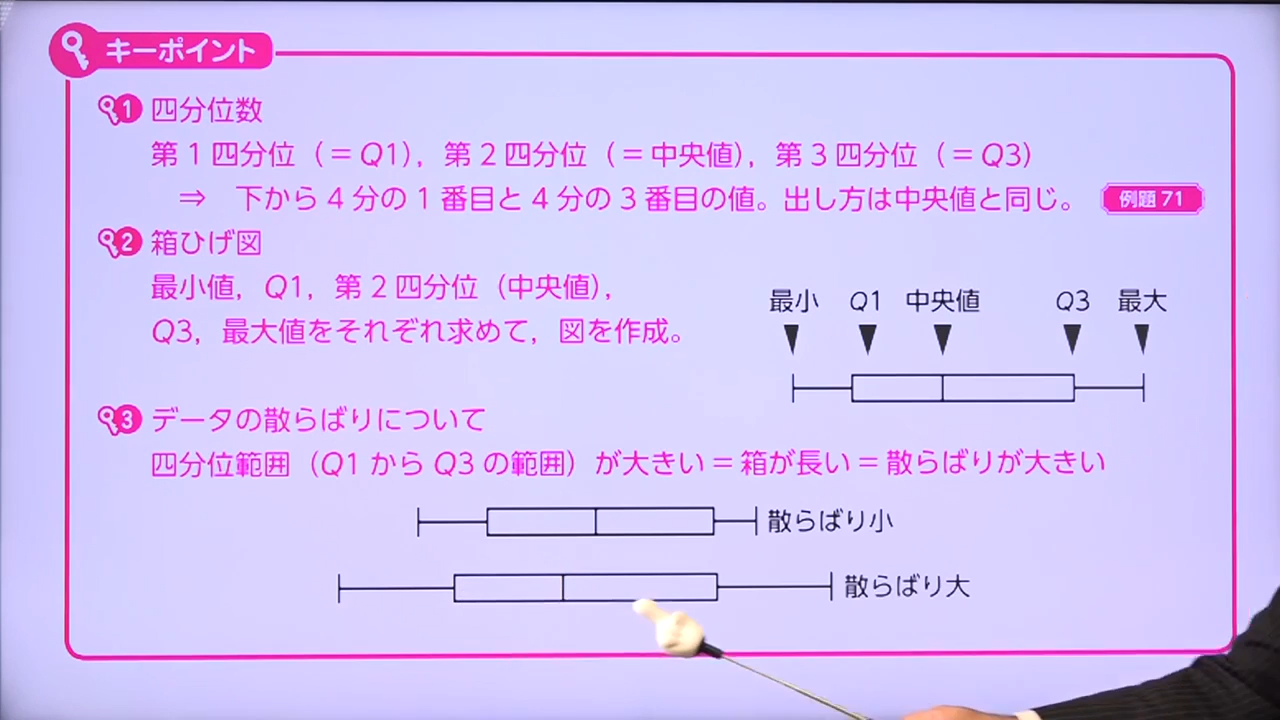 キーポイント
1 四分位数
第1四分位（＝Q1），第2四分位（＝中央値），第3四分位（＝Q3）
⇒ 下から4分の1番目と4分の3番目の値。出し方は中央値と同じ。 例題71
2 箱ひげ図
最小値，Q1，第2四分位（中央値），
Q3，最大値をそれぞれ求めて，図を作成。
最小 Q1 中央値 Q3 最大
3 データの散らばりについて
四分位範囲（Q1からQ3の範囲）が大きい＝箱が長い＝散らばりが大きい
散らばり小
散らばり大